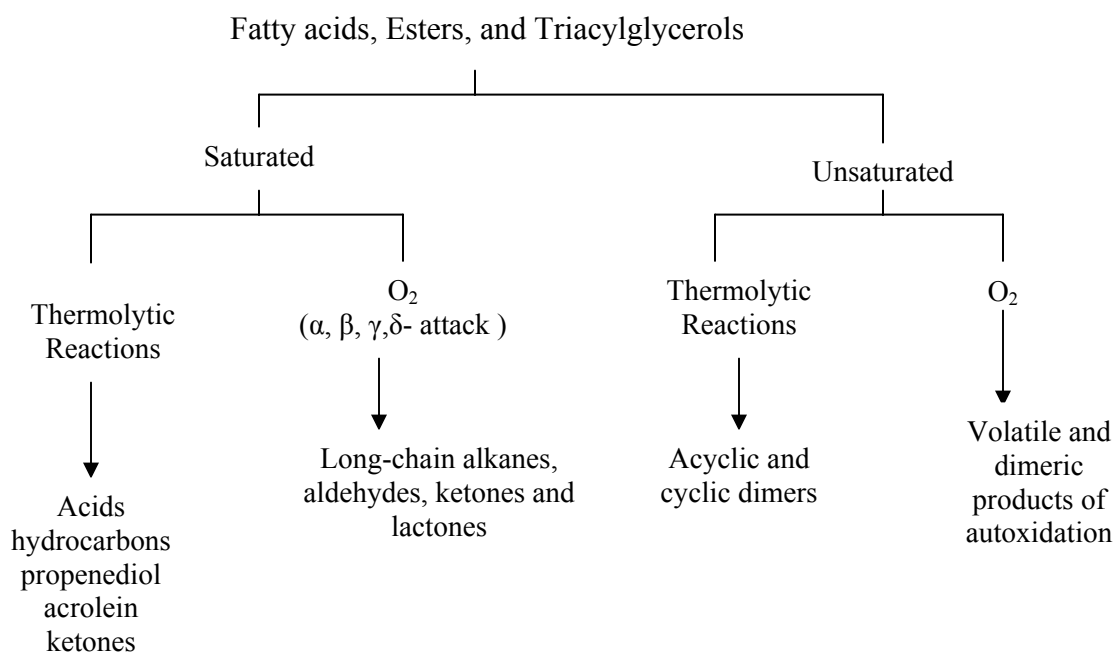 Fatty acids, Esters, and Triacylglycerols
Saturated
Unsaturated
Thermolytic
Reactions
O₂
(α, β, γ,δ- attack )
Thermolytic
Reactions
O₂
Acids
hydrocarbons
propenediol
acrolein
ketones
Long-chain alkanes,
aldehydes, ketones and
lactones
Acyclic and
cyclic dimers
Volatile and
dimeric
products of
autoxidation